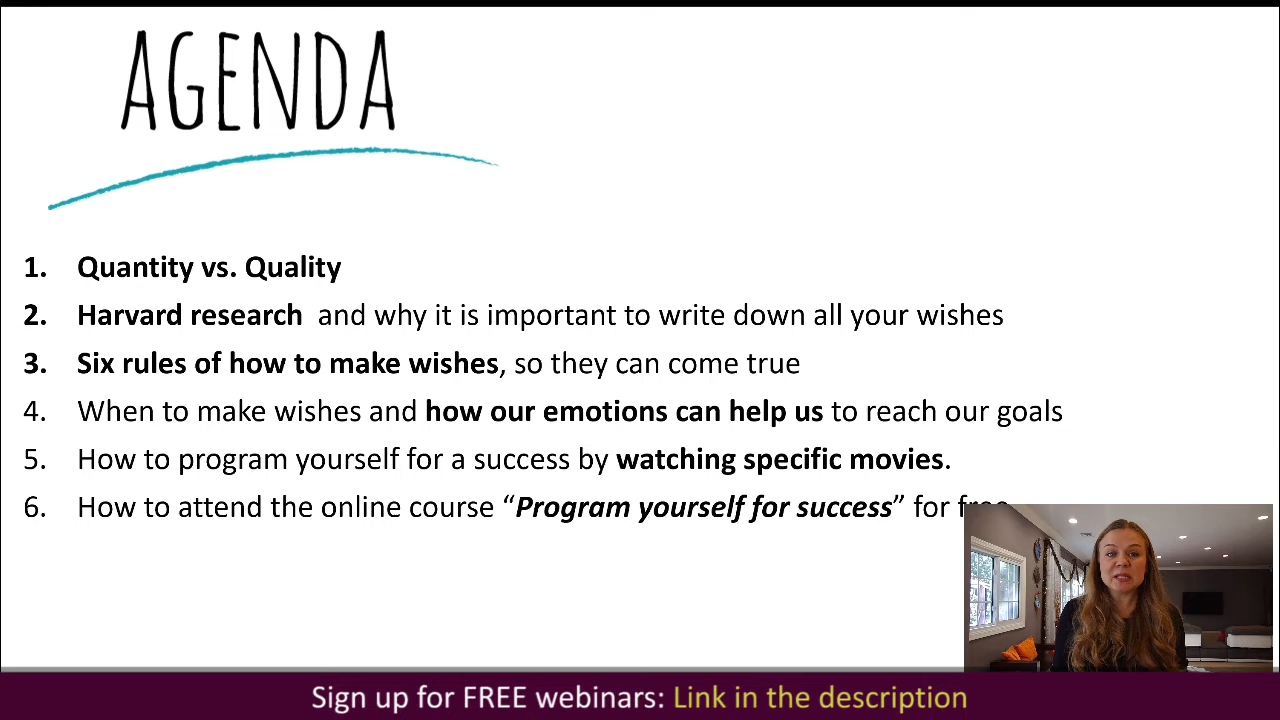 AGENDA
1. Quantity vs. Quality
2. Harvard research and why it is important to write down all your wishes
3. Six rules of how to make wishes, so they can come true
4. When to make wishes and how our emotions can help us to reach our goals
5. How to program yourself for a success by watching specific movies.
6. How to attend the online course “Program yourself for success” for free
Sign up for FREE webinars: Link in the description